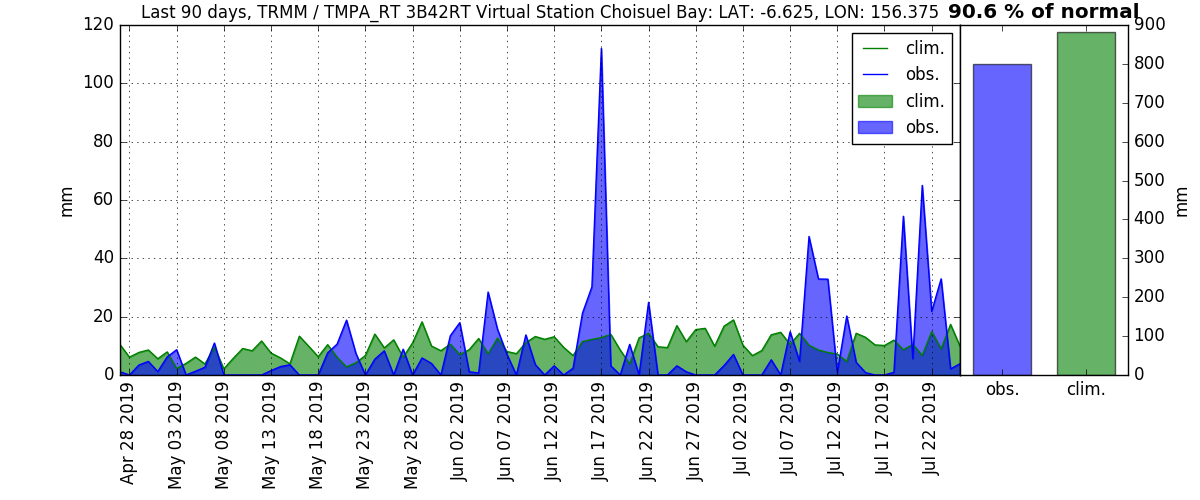 Last 90 days, TRMM / TMPA_RT 3B42RT Virtual Station Choisuel Bay: LAT: -6.625, LON: 156.375
90.6 % of normal
clim.
obs.
clim.
obs.
mm
120
100
80
60
40
20
0
Apr 28 2019
May 03 2019
May 08 2019
May 13 2019
May 18 2019
May 23 2019
May 28 2019
Jun 02 2019
Jun 07 2019
Jun 12 2019
Jun 17 2019
Jun 22 2019
Jun 27 2019
Jul 02 2019
Jul 07 2019
Jul 12 2019
Jul 17 2019
Jul 22 2019
900
800
700
600
500
400
300
200
100
0
mm
obs.
clim.